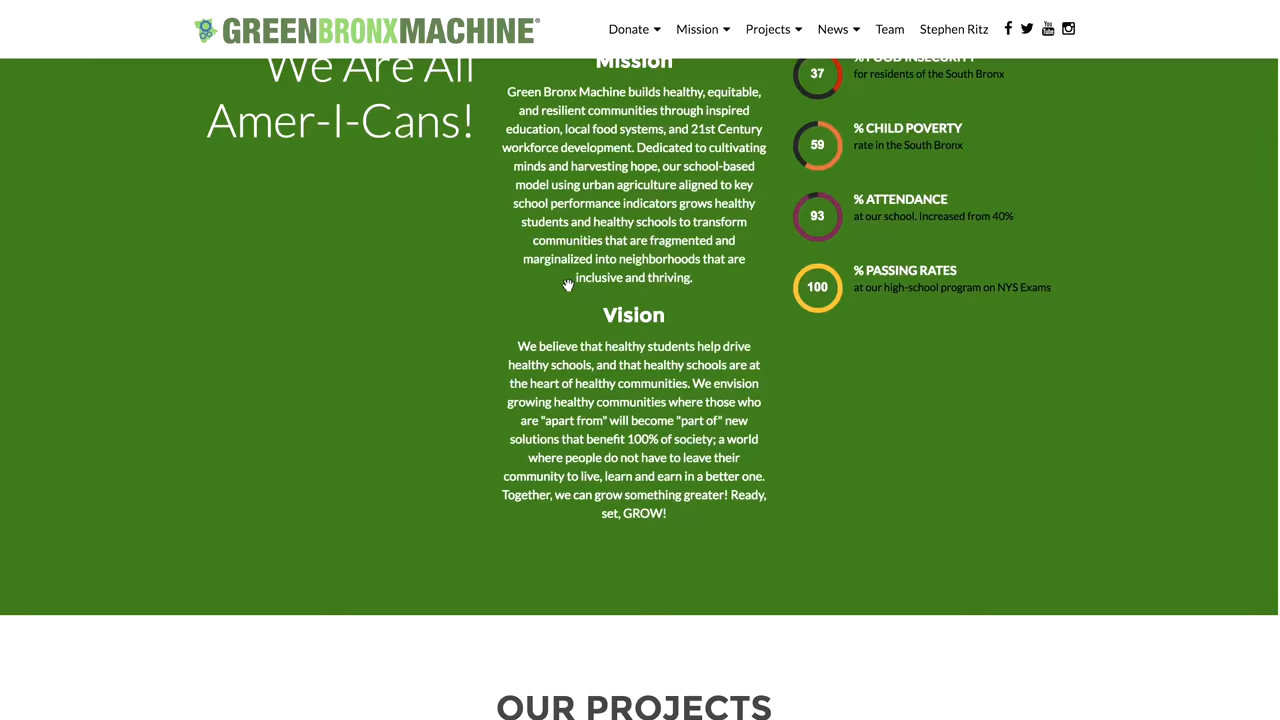 GREENBRONXMACHINE®
Donate
Mission
Projects
News
Team
Stephen Ritz
We Are All
Amer-I-Cans!
Mission
Green Bronx Machine builds healthy, equitable,
and resilient communities through inspired
education, local food systems, and 21st Century
workforce development. Dedicated to cultivating
minds and harvesting hope, our school-based
model using urban agriculture aligned to key
school performance indicators grows healthy
students and healthy schools to transform
communities that are fragmented and
marginalized into neighborhoods that are
inclusive and thriving.
Vision
We believe that healthy students help drive
healthy schools, and that healthy schools are at
the heart of healthy communities. We envision
growing healthy communities where those who
are "apart from" will become "part of" new
solutions that benefit 100% of society; a world
where people do not have to leave their
community to live, learn and earn in a better one.
Together, we can grow something greater! Ready,
set, GROW!
37
% FOOD INSECURITY
for residents of the South Bronx
59
% CHILD POVERTY
rate in the South Bronx
93
% ATTENDANCE
at our school. Increased from 40%
100
% PASSING RATES
at our high-school program on NYS Exams
OUR PROJECTS